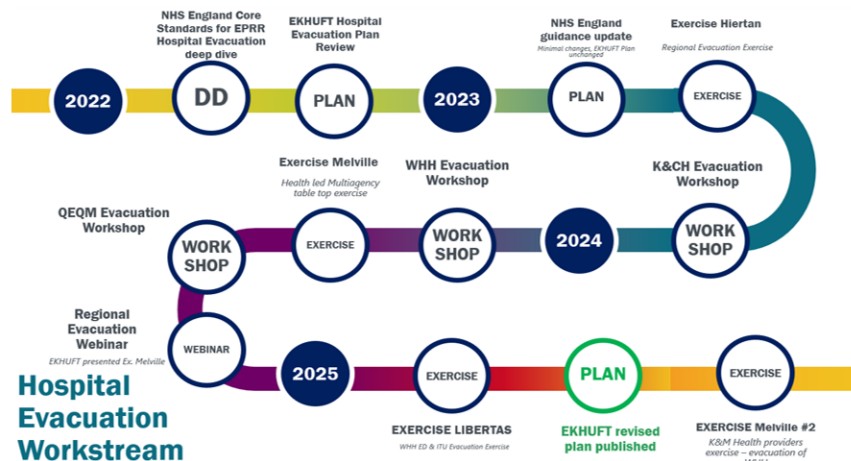 NHS England Core
Standards for EPRR
Hospital Evacuation
deep dive
EKHUFT Hospital
Evacuation Plan
Review
NHS England
guidance update
Minimal changes, EKHUFT Plan
unchanged
Exercise Hiertan
Regional Evacuation Exercise
2022
DD
PLAN
2023
PLAN
EXERCISE
Exercise Melville
Health led Multiagency
table top exercise
WHH Evacuation
Workshop
K&CH Evacuation
Workshop
QEQM Evacuation
Workshop
WORK
SHOP
EXERCISE
WORK
SHOP
2024
WORK
SHOP
Regional
Evacuation
Webinar
EKHUFT presented Ex. Melville
WEBINAR
2025
EXERCISE
PLAN
EXERCISE
Hospital
Evacuation
Workstream
EXERCISE LIBERTAS
WHH ED & ITU Evacuation Exercise
EKHUFT revised
plan published
EXERCISE Melville #2
K&M Health providers
exercise – evacuation of